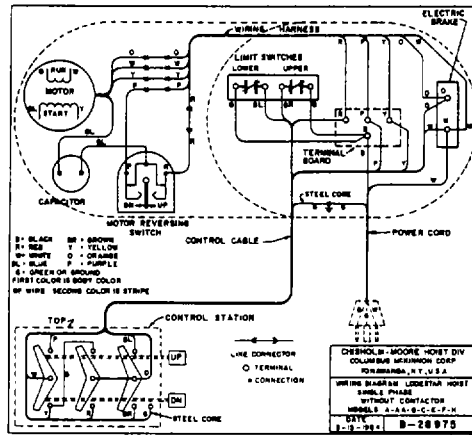 ELECTRIC
BRAKE
WIRING
HARNESS
LIMIT SWITCHES
LOWER UPPER
RUN
MOTOR
START
CAPACITOR
MOTOR REVERSING
SWITCH
TERMINAL
BOARD
STEEL CORE
CONTROL CABLE
POWER CORD
B - BLACK BR - BROWN
R - RED Y - YELLOW
W - WHITE O - ORANGE
BL - BLUE P - PURPLE
G - GREEN OR GROUND
FIRST COLOR IS BODY COLOR
OF WIRE SECOND COLOR IS STRIPE
TOP
CONTROL STATION
UP
DN
STEEL CORE
LINE CONNECTOR
TERMINAL
CONNECTION
CHISHOLM-MOORE HOIST DIV
COLUMBUS McKINNON CORP
TONAWANDA, N.Y., U.S.A
WIRING DIAGRAM LODESTAR HOIST
SINGLE PHASE
WITHOUT CONTACTOR
MODELS A-AA-B-C-E-F-H
DATE
B-28975